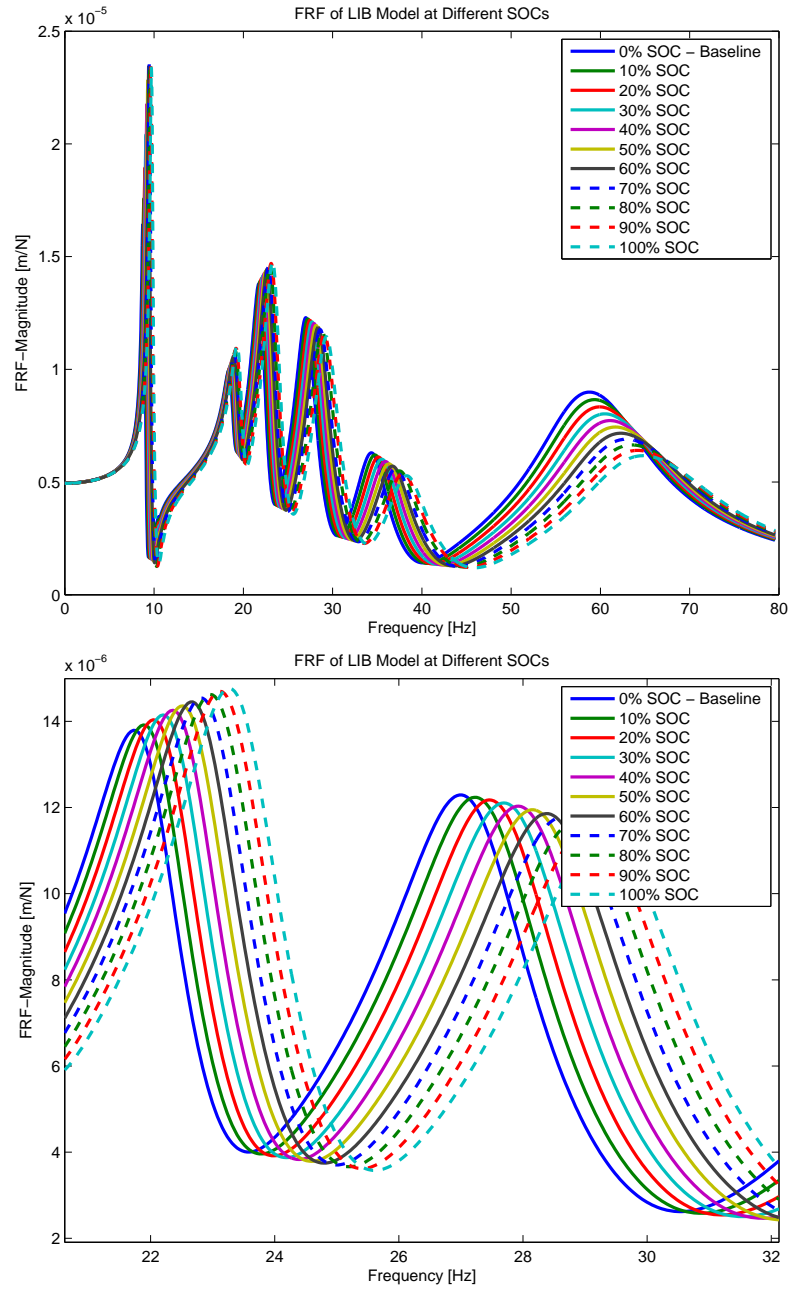 FRF of LIB Model at Different SOCs
x 10⁻⁵
2.5
2
1.5
1
0.5
0
FRF−Magnitude [m/N]
0% SOC − Baseline
10% SOC
20% SOC
30% SOC
40% SOC
50% SOC
60% SOC
70% SOC
80% SOC
90% SOC
100% SOC
0 10 20 30 40 50 60 70 80
Frequency [Hz]
FRF of LIB Model at Different SOCs
x 10⁻⁶
14
12
10
8
6
4
2
FRF−Magnitude [m/N]
0% SOC − Baseline
10% SOC
20% SOC
30% SOC
40% SOC
50% SOC
60% SOC
70% SOC
80% SOC
90% SOC
100% SOC
22 24 26 28 30 32
Frequency [Hz]